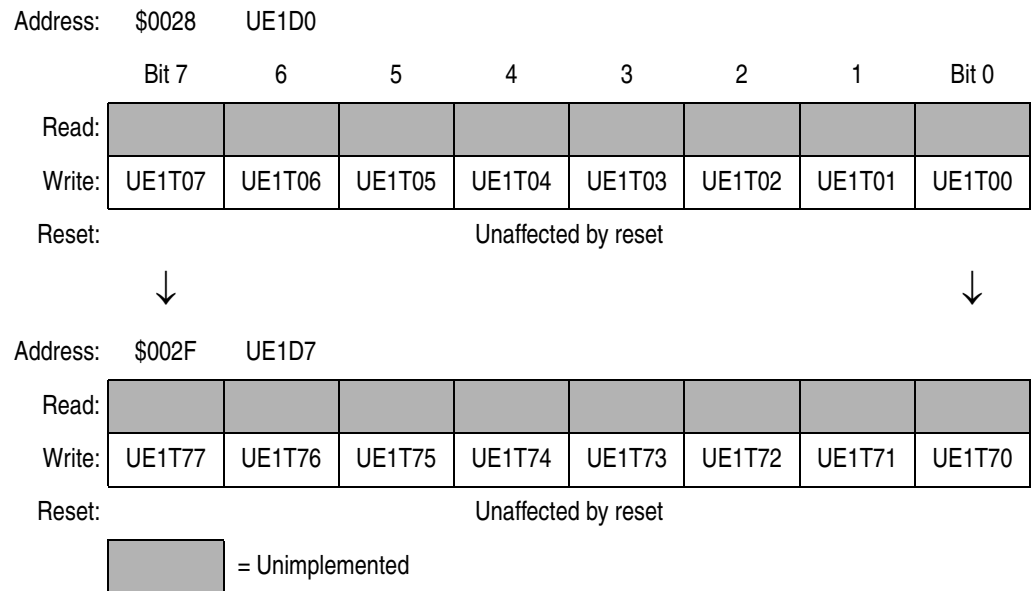 Address: $0028 UE1D0
Bit 7 6 5 4 3 2 1 Bit 0
Read:
Write: UE1T07 UE1T06 UE1T05 UE1T04 UE1T03 UE1T02 UE1T01 UE1T00
Reset: Unaffected by reset
↓ ↓
Address: $002F UE1D7
Read:
Write: UE1T77 UE1T76 UE1T75 UE1T74 UE1T73 UE1T72 UE1T71 UE1T70
Reset: Unaffected by reset
= Unimplemented